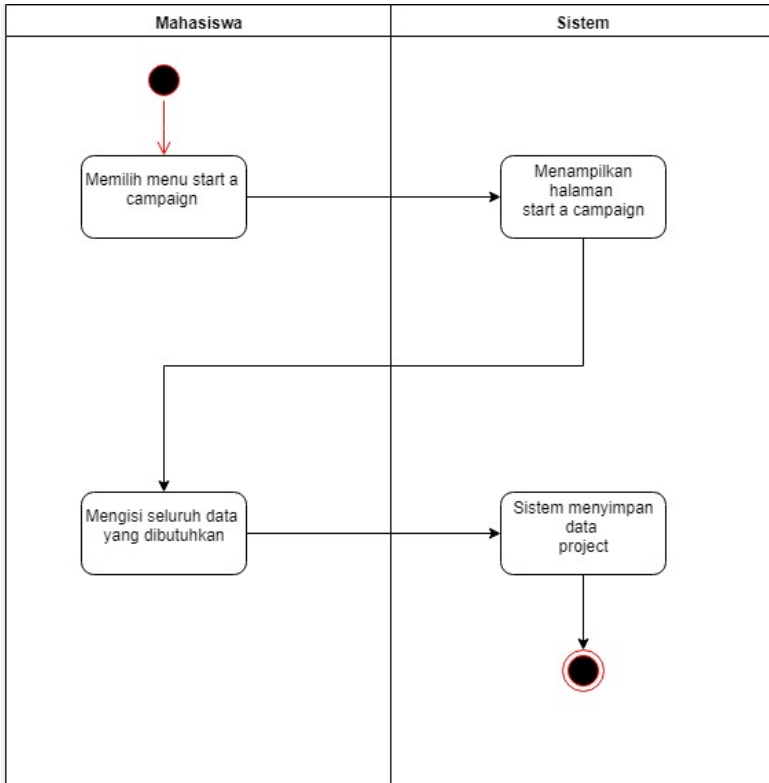 Mahasiswa
Sistem
Memilih menu start a
campaign
Menampilkan
halaman
start a campaign
Mengisi seluruh data
yang dibutuhkan
Sistem menyimpan
data
project